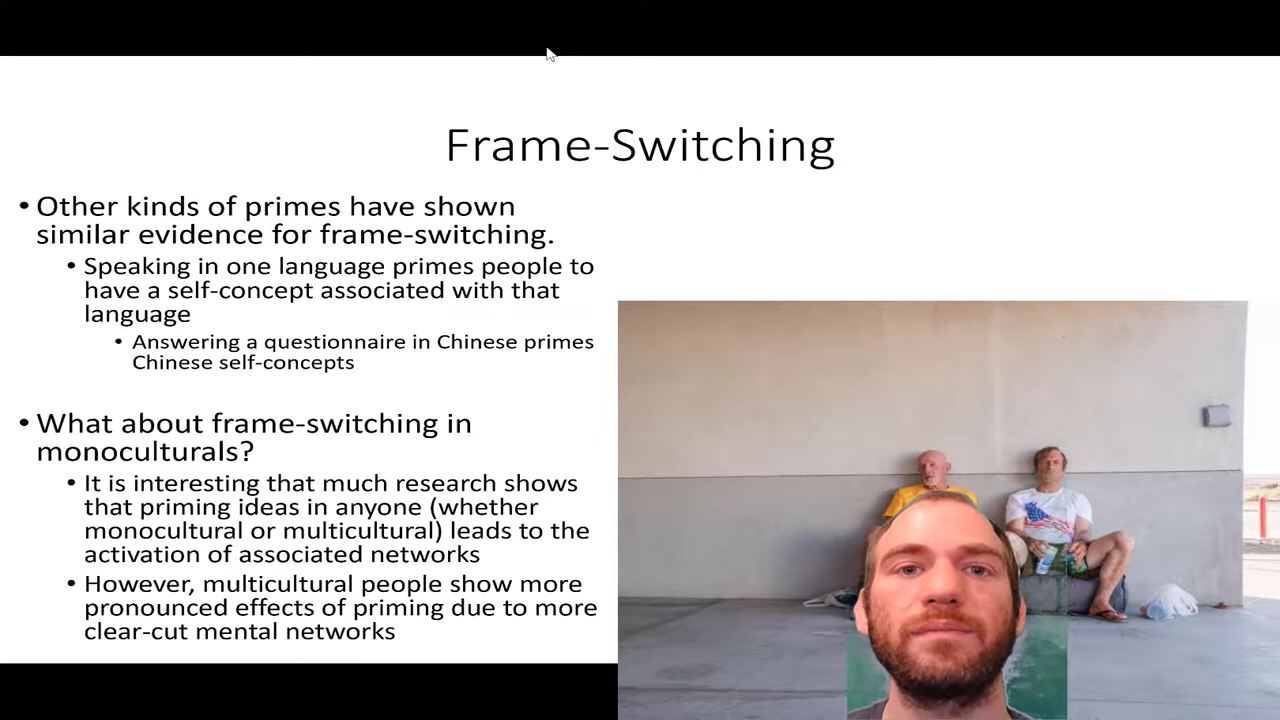 Frame-Switching
• Other kinds of primes have shown
similar evidence for frame-switching.
• Speaking in one language primes people to
have a self-concept associated with that
language
• Answering a questionnaire in Chinese primes
Chinese self-concepts
• What about frame-switching in
monoculturals?
• It is interesting that much research shows
that priming ideas in anyone (whether
monocultural or multicultural) leads to the
activation of associated networks
• However, multicultural people show more
pronounced effects of priming due to more
clear-cut mental networks